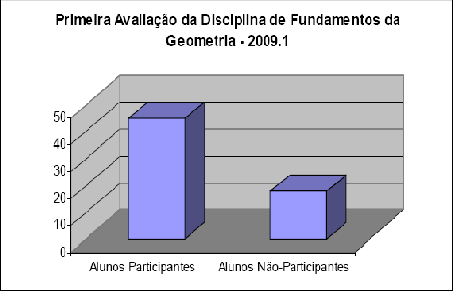 Primeira Avaliação da Disciplina de Fundamentos da
Geometria - 2009.1
50
40
30
20
10
0
Alunos Participantes
Alunos Não-Participantes